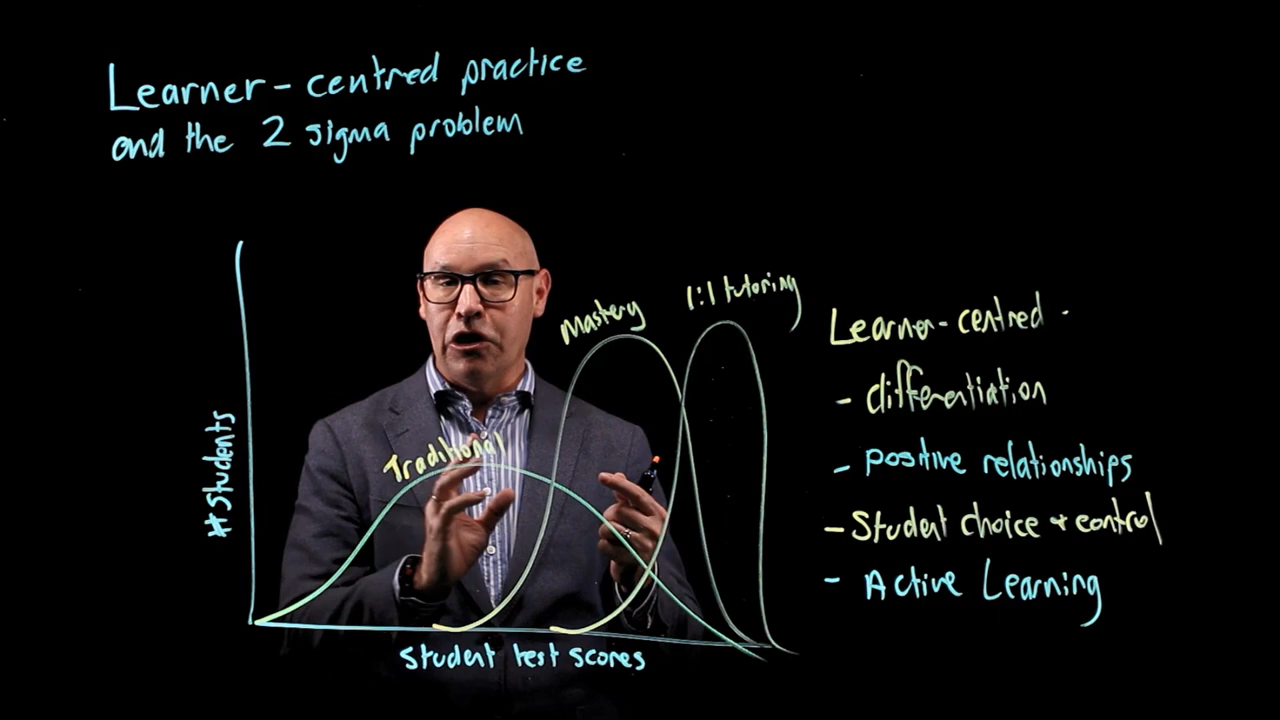 Learner-centred practice
and the 2 sigma problem
# Students
Traditional
Mastery
1:1 tutoring
Student test scores
Learner-centred -
- differentiation
- positive relationships
- Student choice + control
- Active Learning